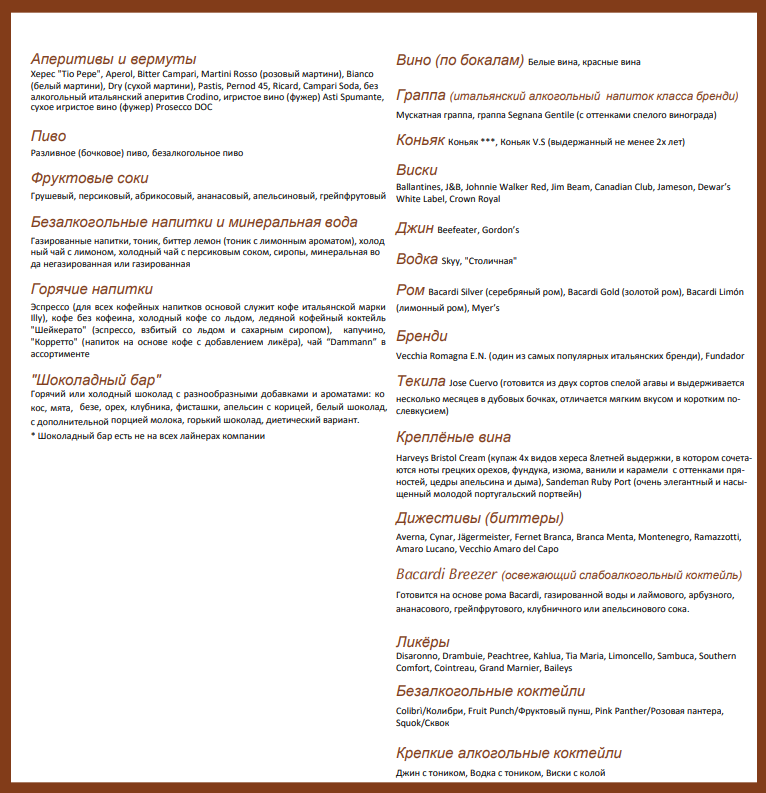 Аперитивы и вермуты
Херес "Tio Pepe", Aperol, Bitter Campari, Martini Rosso (розовый мартини), Bianco
(белый мартини), Dry (сухой мартини), Pastis, Pernod 45, Ricard, Campari Soda, без
алкогольный итальянский аперитив Crodino, игристое вино (фужер) Asti Spumante,
сухое игристое вино (фужер) Prosecco DOC
Пиво
Разливное (бочковое) пиво, безалкогольное пиво
Фруктовые соки
Грушевый, персиковый, абрикосовый, ананасовый, апельсиновый, грейпфрутовый
Безалкогольные напитки и минеральная вода
Газированные напитки, тоник, биттер лемон (тоник с лимонным ароматом), холод
ный чай с лимоном, холодный чай с персиковым соком, сиропы, минеральная во
да негазированная или газированная
Горячие напитки
Эспрессо (для всех кофейных напитков основой служит кофе итальянской марки
Illy), кофе без кофеина, холодный кофе со льдом, ледяной кофейный коктейль
"Шейкерато" (эспрессо, взбитый со льдом и сахарным сиропом), капучино,
"Корретто" (напиток на основе кофе с добавлением ликёра), чай “Dammann” в
ассортименте
"Шоколадный бар"
Горячий или холодный шоколад с разнообразными добавками и ароматами: ко
кос, мята, безе, орех, клубника, фисташки, апельсин с корицей, белый шоколад,
с дополнительной порцией молока, горький шоколад, диетический вариант.
* Шоколадный бар есть не на всех лайнерах компании
Вино (по бокалам) Белые вина, красные вина
Граппа (итальянский алкогольный напиток класса бренди)
Мускатная граппа, граппа Segnana Gentile (с оттенками спелого винограда)
Коньяк Коньяк ***, Коньяк V.S (выдержанный не менее 2х лет)
Виски
Ballantines, J&B, Johnnie Walker Red, Jim Beam, Canadian Club, Jameson, Dewar’s
White Label, Crown Royal
Джин Beefeater, Gordon’s
Водка Skyy, "Столичная"
Ром Bacardi Silver (серебряный ром), Bacardi Gold (золотой ром), Bacardi Limón
(лимонный ром), Myer’s
Бренди
Vecchia Romagna E.N. (один из самых популярных итальянских бренди), Fundador
Текила Jose Cuervo (готовится из двух сортов спелой агавы и выдерживается
несколько месяцев в дубовых бочках, отличается мягким вкусом и коротким по-
слевкусием)
Креплёные вина
Harveys Bristol Cream (купаж 4х видов хереса 8летней выдержки, в котором сочета-
ются ноты грецких орехов, фундука, изюма, ванили и карамели с оттенками пря-
ностей, цедры апельсина и дыма), Sandeman Ruby Port (очень элегантный и насы-
щенный молодой португальский портвейн)
Дижестивы (биттеры)
Averna, Cynar, Jägermeister, Fernet Branca, Branca Menta, Montenegro, Ramazzotti,
Amaro Lucano, Vecchio Amaro del Capo
Bacardi Breezer (освежающий слабоалкогольный коктейль)
Готовится на основе рома Bacardi, газированной воды и лаймового, арбузного,
ананасового, грейпфрутового, клубничного или апельсинового сока.
Ликёры
Disaronno, Drambuie, Peachtree, Kahlua, Tia Maria, Limoncello, Sambuca, Southern
Comfort, Cointreau, Grand Marnier, Baileys
Безалкогольные коктейли
Colibrì/Колибри, Fruit Punch/Фруктовый пунш, Pink Panther/Розовая пантера,
Squok/Сквок
Крепкие алкогольные коктейли
Джин с тоником, Водка с тоником, Виски с колой